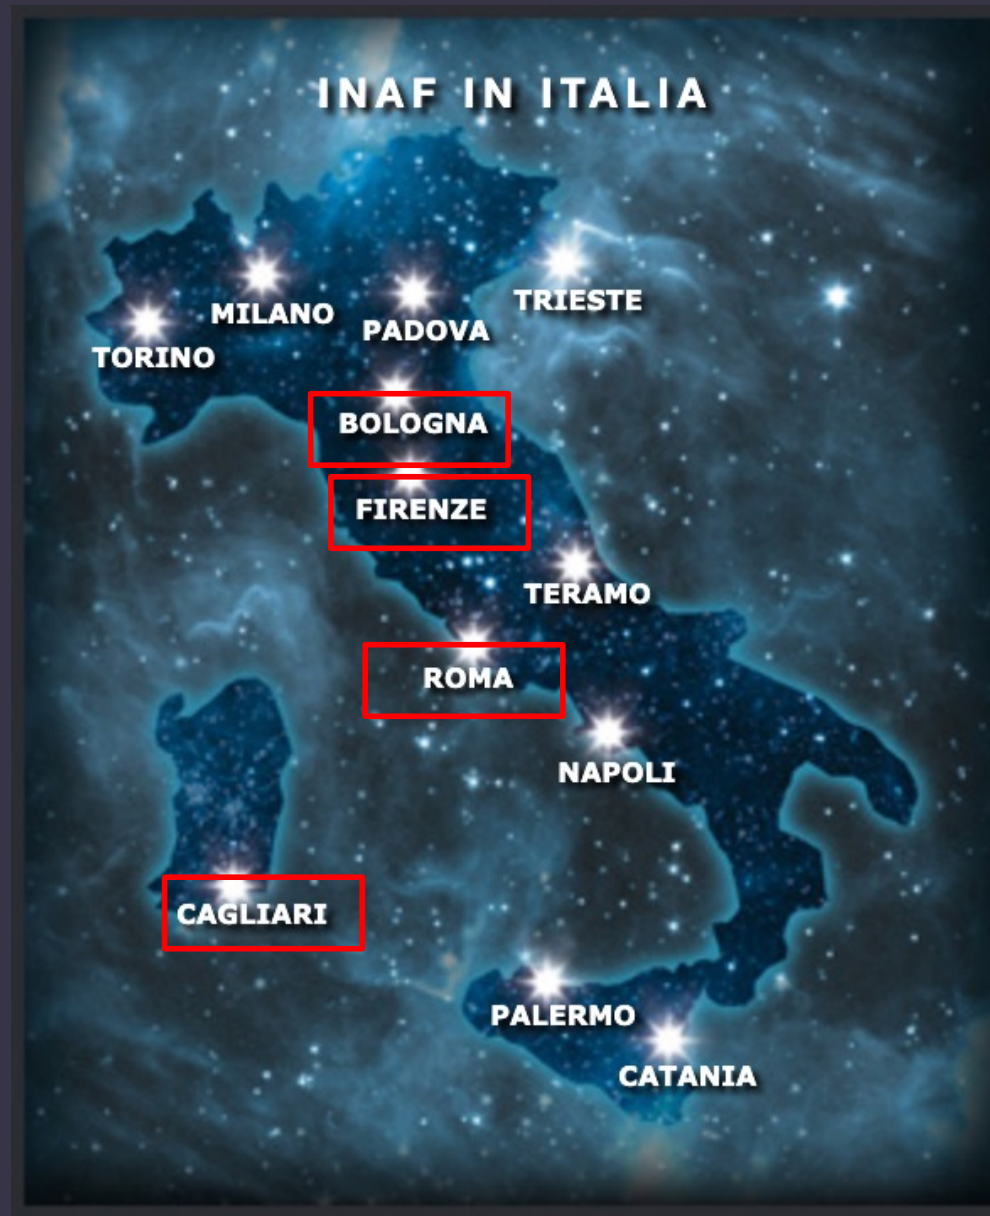 INAF IN ITALIA
TRIESTE
MILANO
PADOVA
TORINO
BOLOGNA
FIRENZE
TERAMO
ROMA
NAPOLI
CAGLIARI
PALERMO
CATANIA